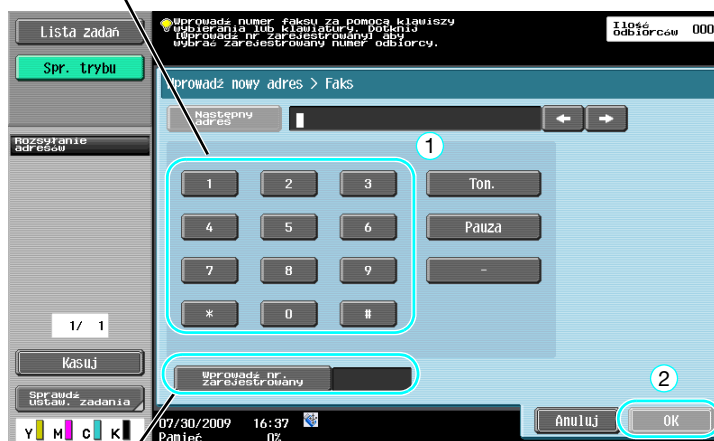 Lista zadań
Spr. trybu
Wprowadź numer faksu za pomocą klawiszy
wybierania lub klawiatury. Dotknij
[Wprowadź nr zarejestrowany] aby
wybrać zarejestrowany numer odbiorcy.
Ilość
odbiorców 000
Wprowadź nowy adres > Faks
Następny
adres
← →
Rozsyłanie
adresów
1
1 2 3 Ton.
4 5 6 Pauza
7 8 9 -
* 0 #
1/ 1
Kasuj
Wprowadź nr.
zarejestrowany
2
Sprawdź
ustaw. zadania
Anuluj OK
Y M C K
07/30/2009 16:37
Pamięć 0%